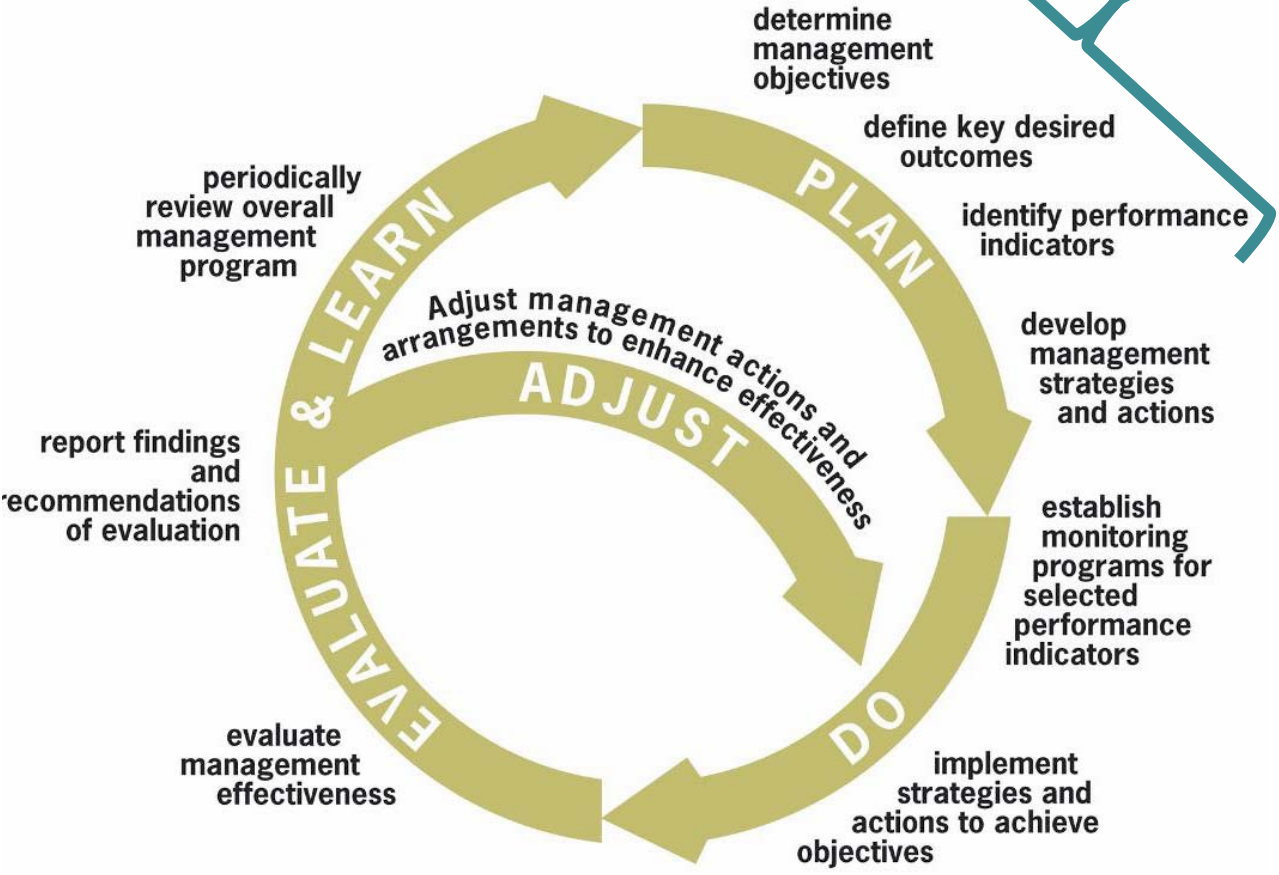 determine
management
objectives
define key desired
outcomes
PLAN
identify performance
indicators
develop
management
strategies
and actions
establish
monitoring
programs for
selected
performance
indicators
DO
implement
strategies and
actions to achieve
objectives
evaluate
management
effectiveness
EVALUATE & LEARN
report findings
and
ecommendations
of evaluation
periodically
review overall
management
program
Adjust management actions and
arrangements to enhance effectiveness
ADJUST